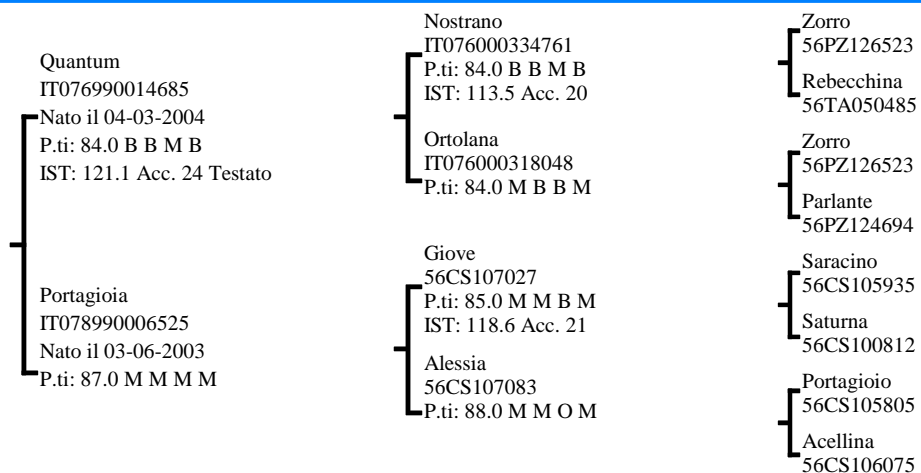 Quantum
IT076990014685
Nato il 04-03-2004
P.ti: 84.0 B B M B
IST: 121.1 Acc. 24 Testato
Portagioia
IT078990006525
Nato il 03-06-2003
P.ti: 87.0 M M M M
Nostrano
IT076000334761
P.ti: 84.0 B B M B
IST: 113.5 Acc. 20
Ortolana
IT076000318048
P.ti: 84.0 M B B M
Giove
56CS107027
P.ti: 85.0 M M B M
IST: 118.6 Acc. 21
Alessia
56CS107083
P.ti: 88.0 M M O M
Zorro
56PZ126523
Rebecchina
56TA050485
Zorro
56PZ126523
Parlante
56PZ124694
Saracino
56CS105935
Saturna
56CS100812
Portagioio
56CS105805
Acellina
56CS106075